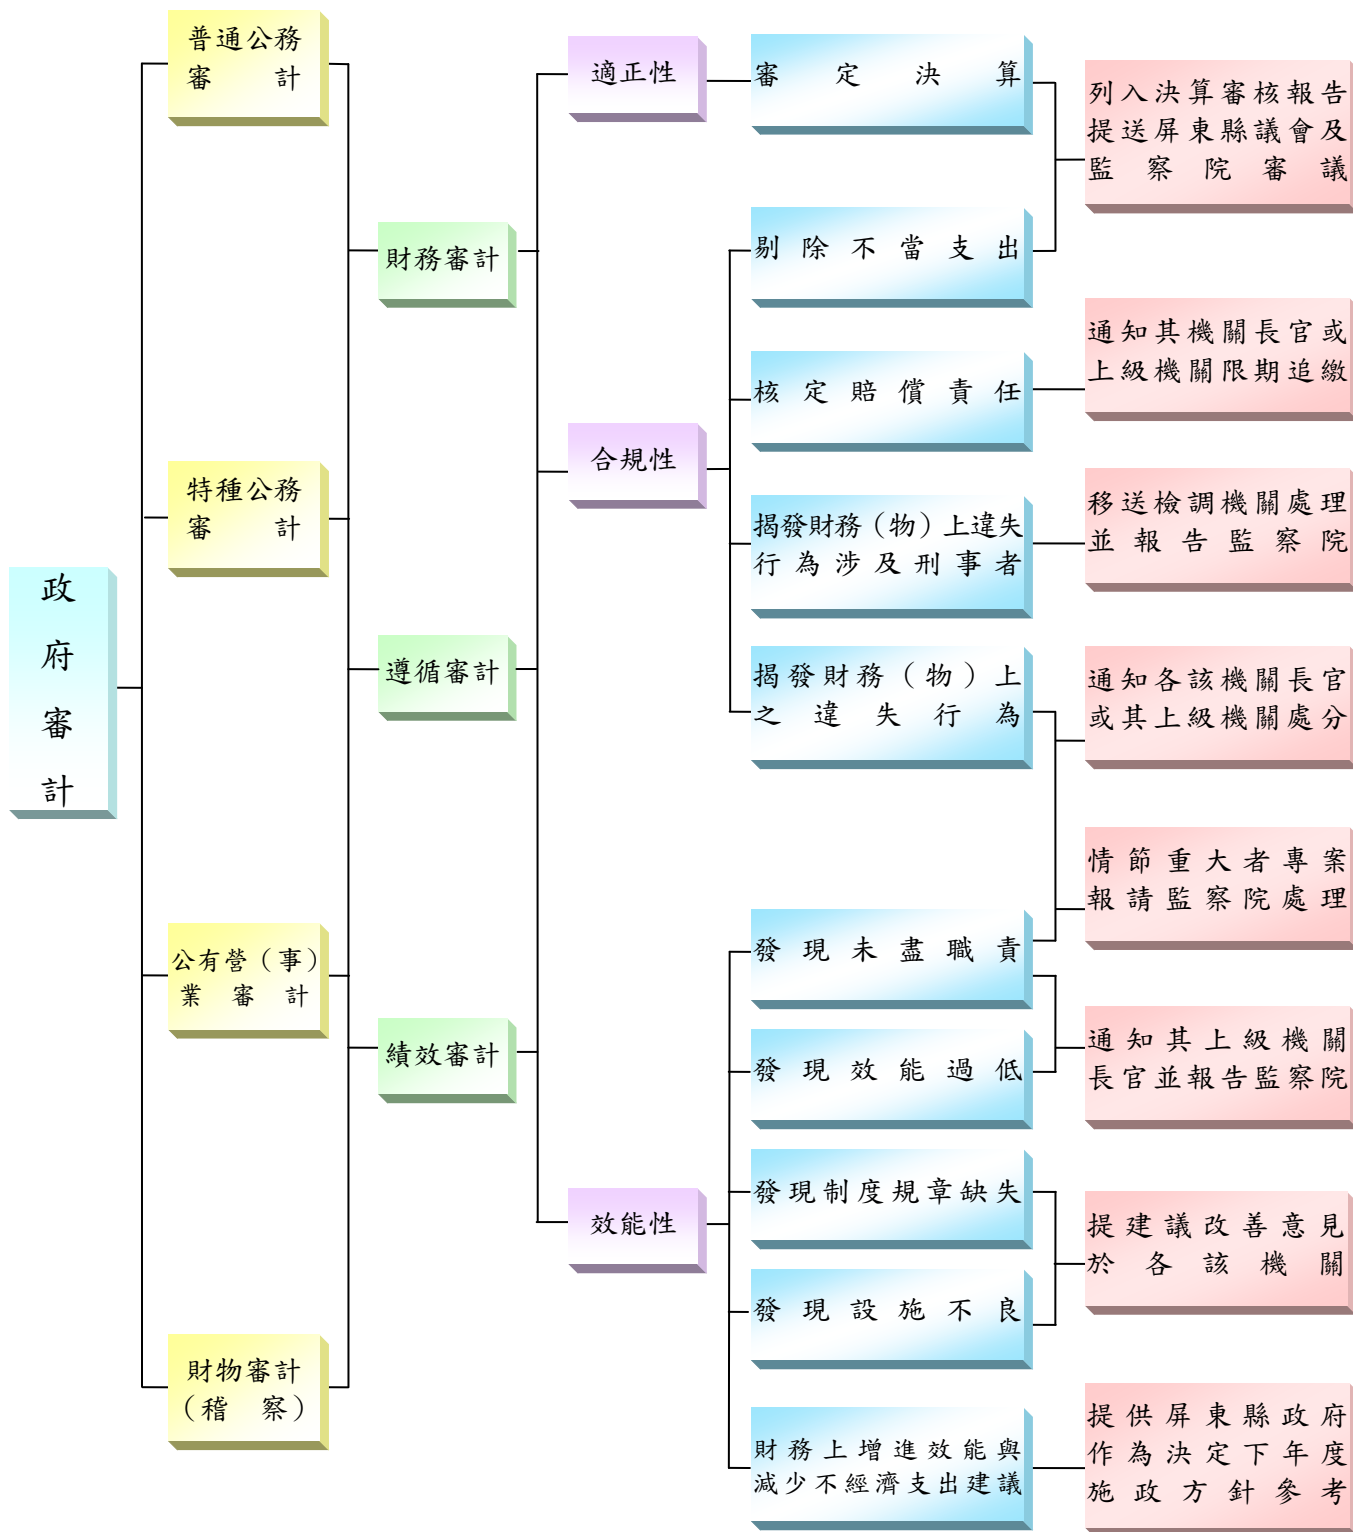 政
府
審
計
普通公務
審計
特種公務
審計
公有營（事）
業審計
財物審計
（稽察）
財務審計
遵循審計
績效審計
適正性
合規性
效能性
審定決算
剔除不當支出
核定賠償責任
揭發財務（物）上違失
行為涉及刑事者
揭發財務（物）上
之違失行為
發現未盡職責
發現效能過低
發現制度規章缺失
發現設施不良
財務上增進效能與
減少不經濟支出建議
列入決算審核報告
提送屏東縣議會及
監察院審議
通知其機關長官或
上級機關限期追繳
移送檢調機關處理
並報告監察院
通知各該機關長官
或其上級機關處分
情節重大者專案
報請監察院處理
通知其上級機關
長官並報告監察院
提建議改善意見
於各該機關
提供屏東縣政府
作為決定下年度
施政方針參考